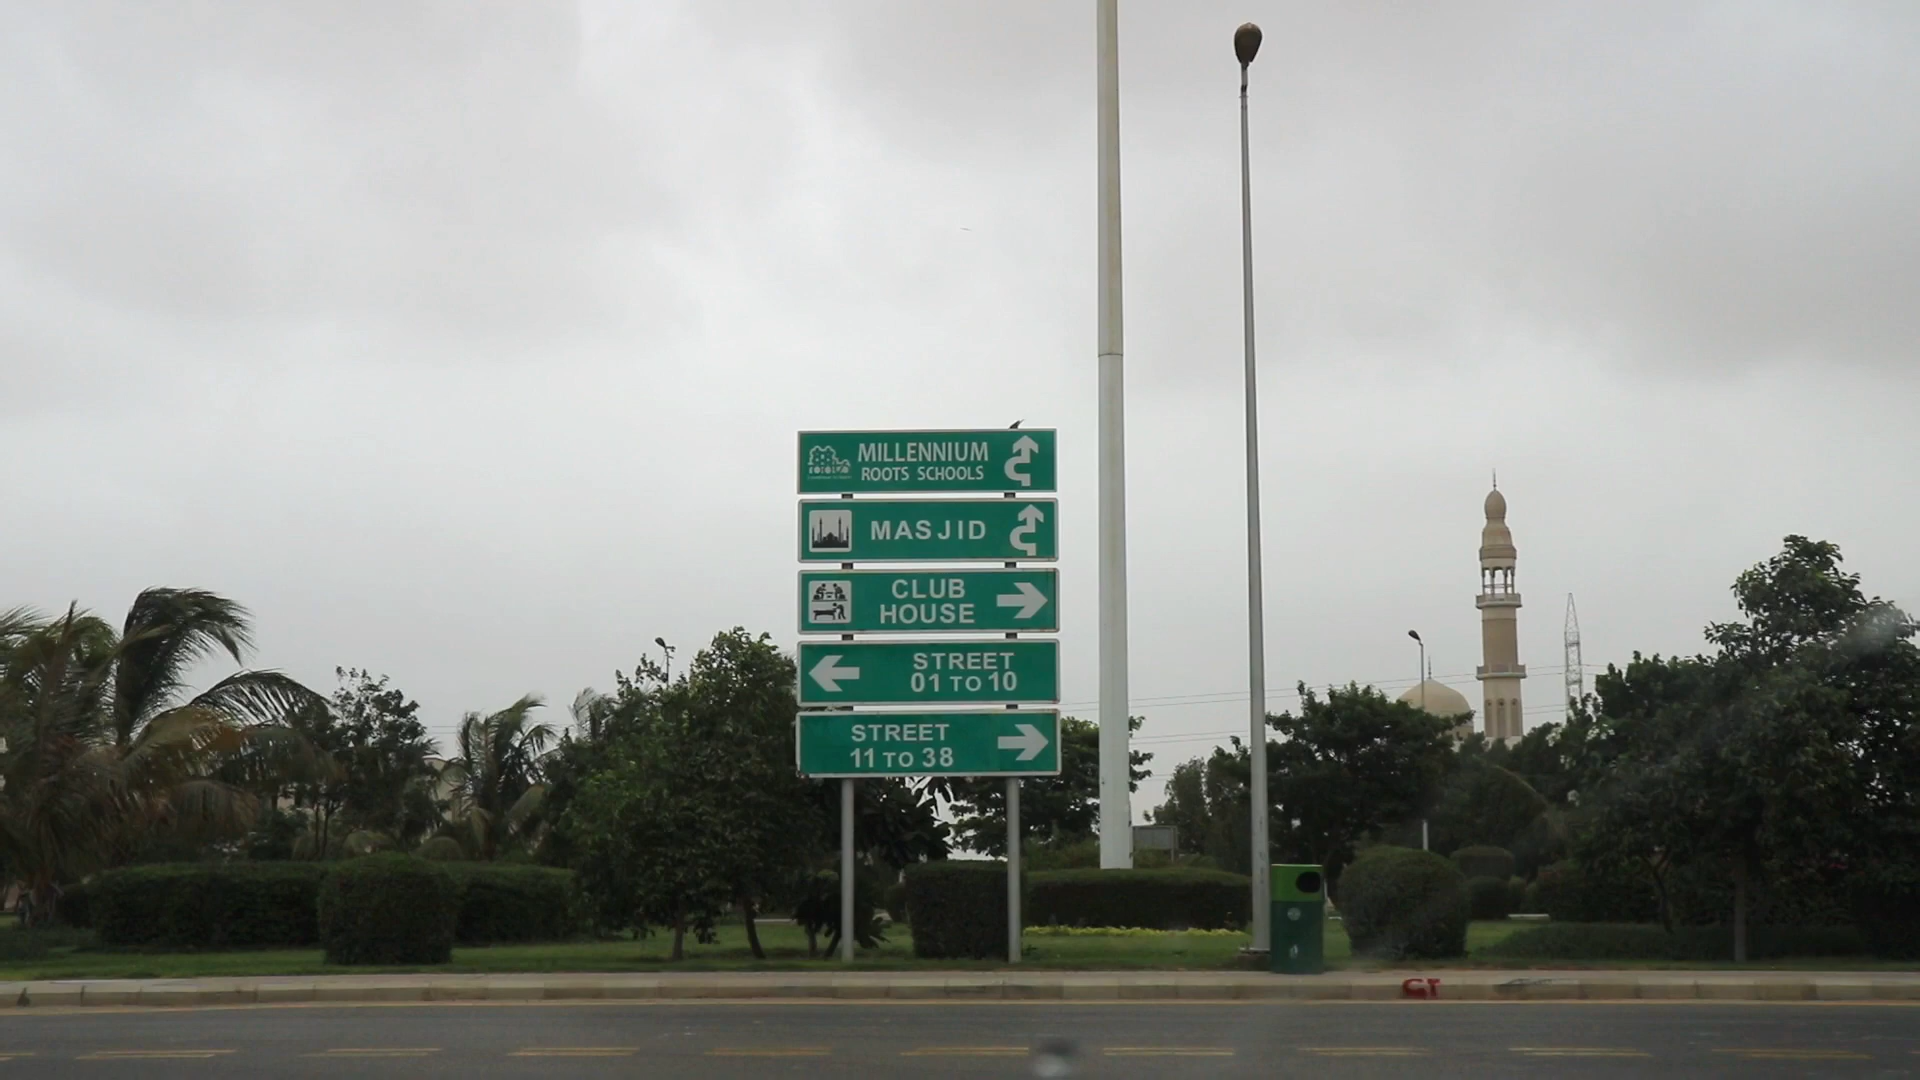 MILLENNIUM
ROOTS SCHOOLS
MASJID
CLUB
HOUSE
STREET
01 TO 10
STREET
11 TO 38